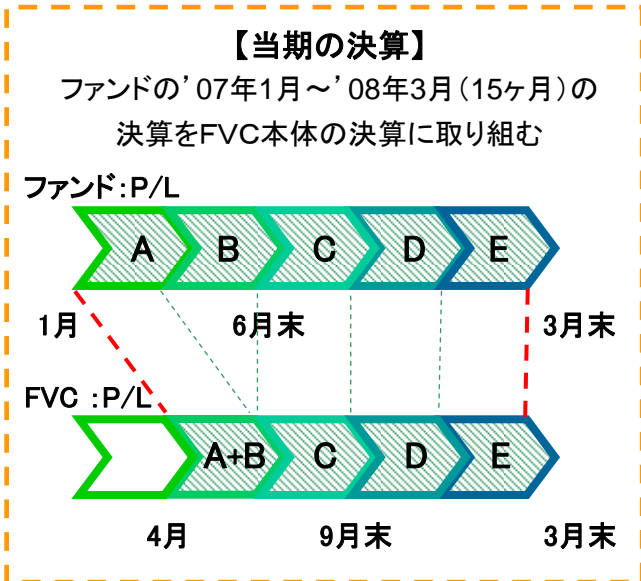 【当期の決算】
ファンドの’07年1月～’08年3月(15ヶ月)の
決算をFVC本体の決算に取り組む
ファンド:P/L
A B C D E
1月 6月末 3月末
FVC :P/L
A+B C D E
4月 9月末 3月末